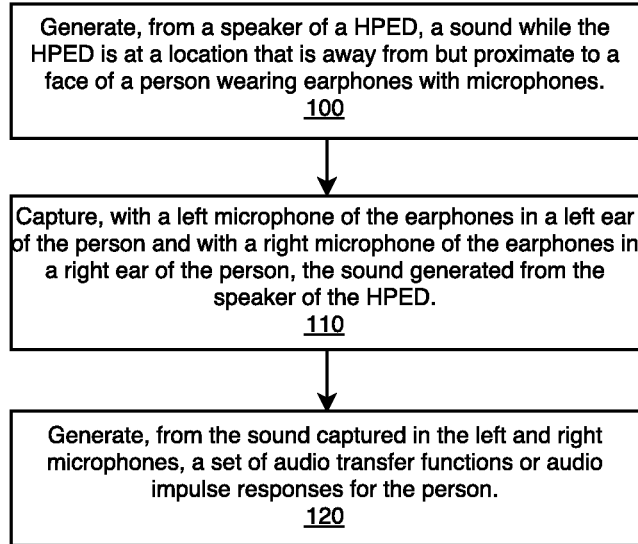 Generate, from a speaker of a HPED, a sound while the
HPED is at a location that is away from but proximate to a
face of a person wearing earphones with microphones.
100
Capture, with a left microphone of the earphones in a left ear
of the person and with a right microphone of the earphones in
a right ear of the person, the sound generated from the
speaker of the HPED.
110
Generate, from the sound captured in the left and right
microphones, a set of audio transfer functions or audio
impulse responses for the person.
120